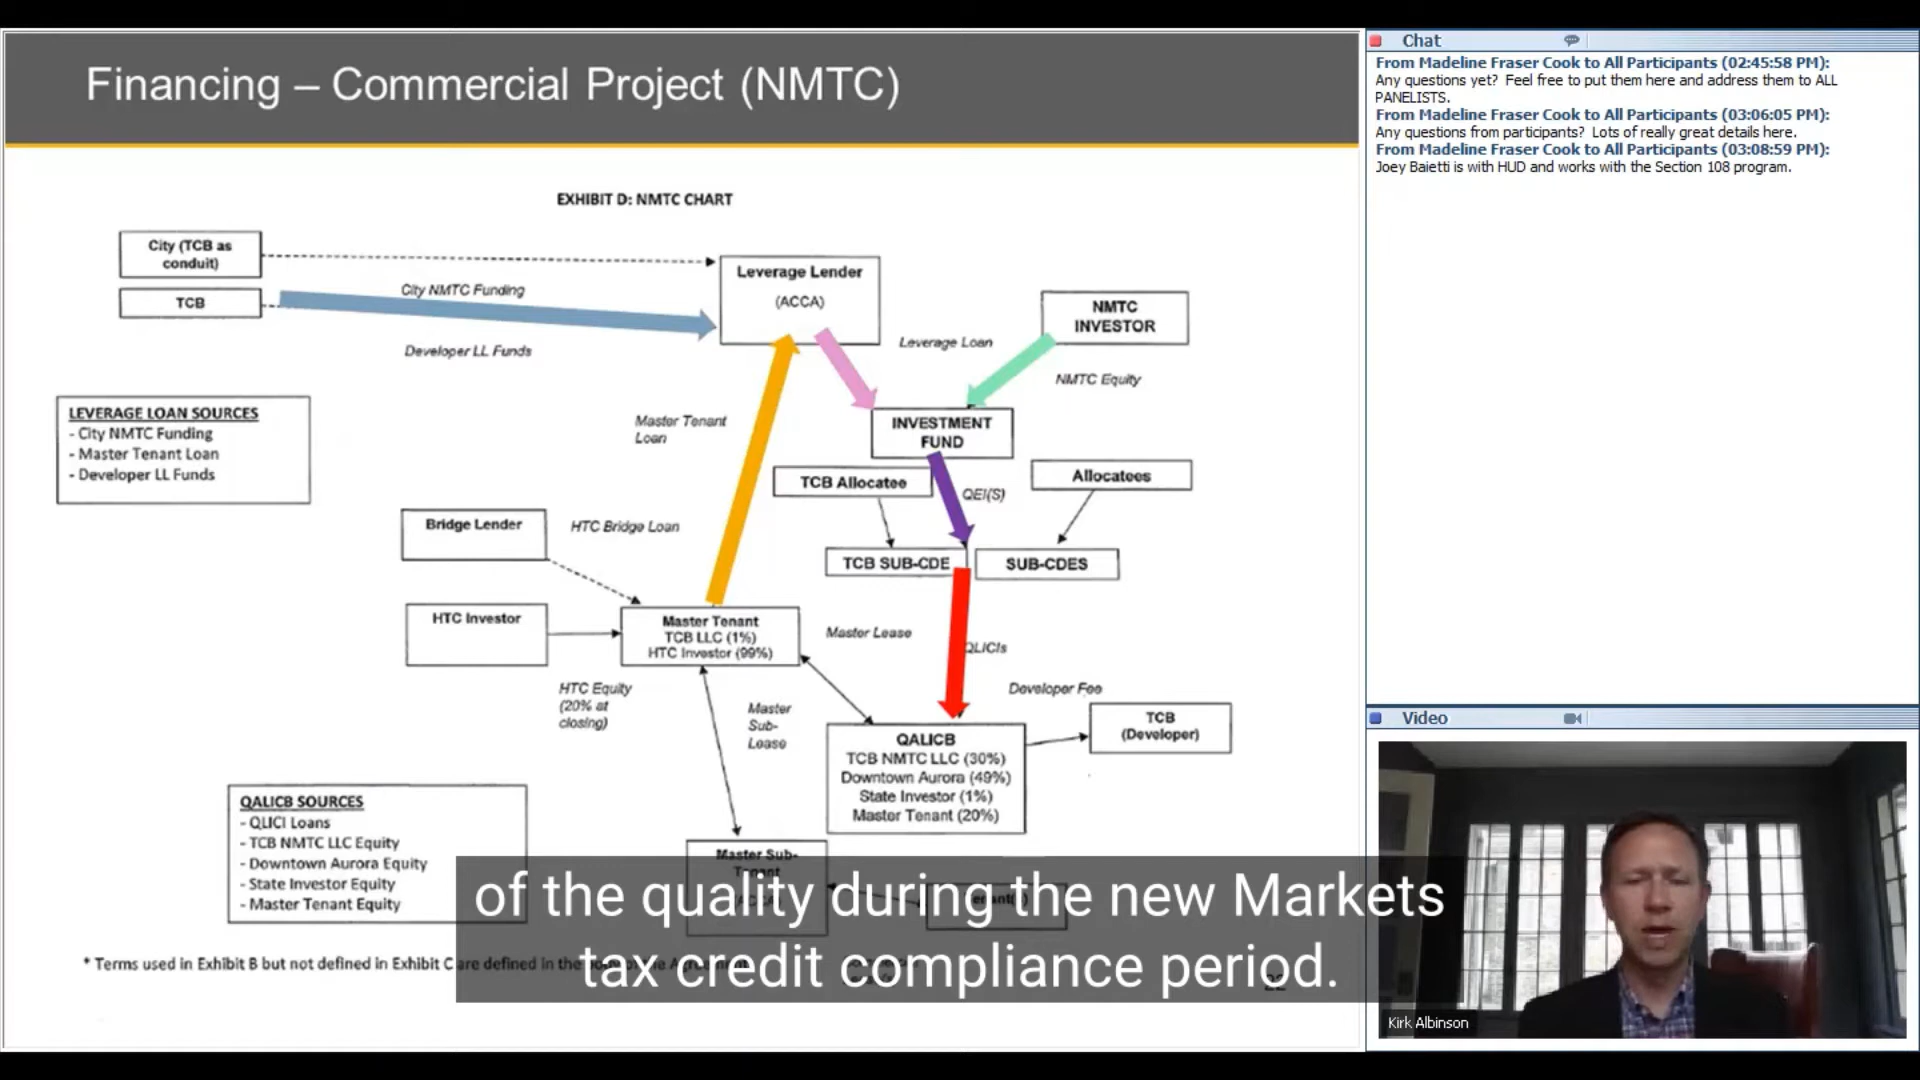 Financing – Commercial Project (NMTC)
EXHIBIT D: NMTC CHART
City (TCB as
conduit)
TCB
City NMTC Funding
Developer LL Funds
Leverage Lender
(ACCA)
NMTC
INVESTOR
Leverage Loan
NMTC Equity
LEVERAGE LOAN SOURCES
- City NMTC Funding
- Master Tenant Loan
- Developer LL Funds
Master Tenant
Loan
INVESTMENT
FUND
TCB Allocatee
QEI(S)
Allocatees
Bridge Lender
HTC Bridge Loan
TCB SUB-CDE
SUB-CDES
HTC Investor
Master Tenant
TCB LLC (1%)
HTC Investor (99%)
Master Lease
QLICIs
HTC Equity
(20% at
closing)
Master
Sub-
Lease
Developer Fee
TCB
(Developer)
QALICB
TCB NMTC LLC (30%)
Downtown Aurora (49%)
State Investor (1%)
Master Tenant (20%)
QALICB SOURCES
- QLICI Loans
- TCB NMTC LLC Equity
- Downtown Aurora Equity
- State Investor Equity
- Master Tenant Equity
Master Sub-
* Terms used in Exhibit B but not defined in Exhibit C are defined in the
of the quality during the new Markets
tax credit compliance period.
Chat
From Madeline Fraser Cook to All Participants (02:45:58 PM):
Any questions yet? Feel free to put them here and address them to ALL
PANELISTS.
From Madeline Fraser Cook to All Participants (03:06:05 PM):
Any questions from participants? Lots of really great details here.
From Madeline Fraser Cook to All Participants (03:08:59 PM):
Joey Baietti is with HUD and works with the Section 108 program.
Video
Kirk Albinson